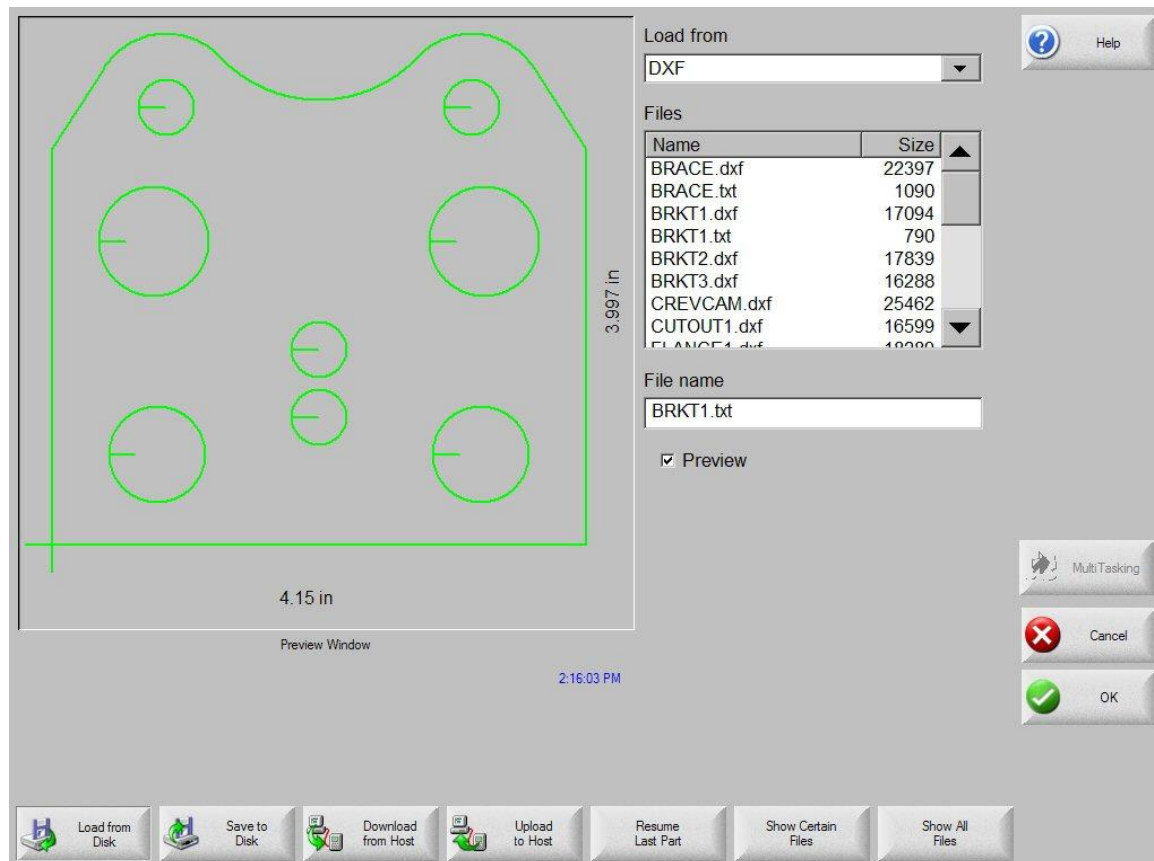 Load from
DXF
Help
Files
Name Size
BRACE.dxf 22397
BRACE.txt 1090
BRKT1.dxf 17094
BRKT1.txt 790
BRKT2.dxf 17839
BRKT3.dxf 16288
CREVCAM.dxf 25462
CUTOUT1.dxf 16599
3.997 in
File name
BRKT1.txt
Preview
4.15 in
Preview Window
2:16:03 PM
MultiTasking
Cancel
OK
Load from
Disk
Save to
Disk
Download
from Host
Upload
to Host
Resume
Last Part
Show Certain
Files
Show All
Files